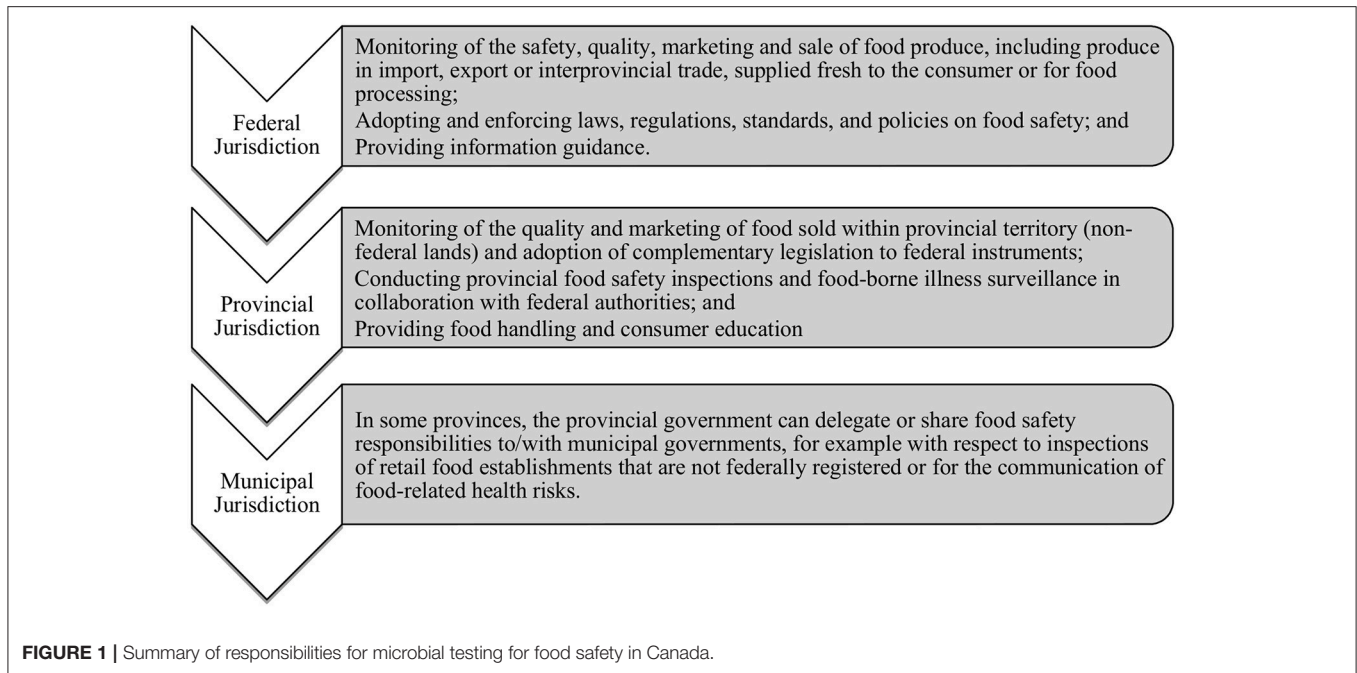 Federal
Jurisdiction
Monitoring of the safety, quality, marketing and sale of food produce, including produce
in import, export or interprovincial trade, supplied fresh to the consumer or for food
processing;
Adopting and enforcing laws, regulations, standards, and policies on food safety; and
Providing information guidance.
Provincial
Jurisdiction
Monitoring of the quality and marketing of food sold within provincial territory (non-
federal lands) and adoption of complementary legislation to federal instruments;
Conducting provincial food safety inspections and food-borne illness surveillance in
collaboration with federal authorities; and
Providing food handling and consumer education
Municipal
Jurisdiction
In some provinces, the provincial government can delegate or share food safety
responsibilities to/with municipal governments, for example with respect to inspections
of retail food establishments that are not federally registered or for the communication of
food-related health risks.
FIGURE 1 | Summary of responsibilities for microbial testing for food safety in Canada.